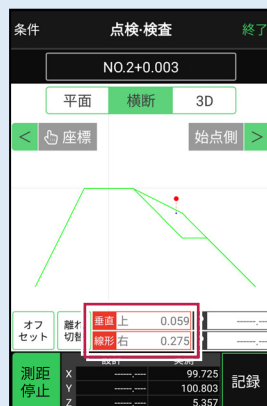 条件 点検・検査 終了
NO.2+0.003
平面 横断 3D
< 座標 始点側 >
オフセット 離れ切替 垂直 上 0.059
線形 右 0.275
設計 実測
測距停止 X -----.--- 99.725 記録
Y -----.--- 100.803
Z -----.--- 5.357